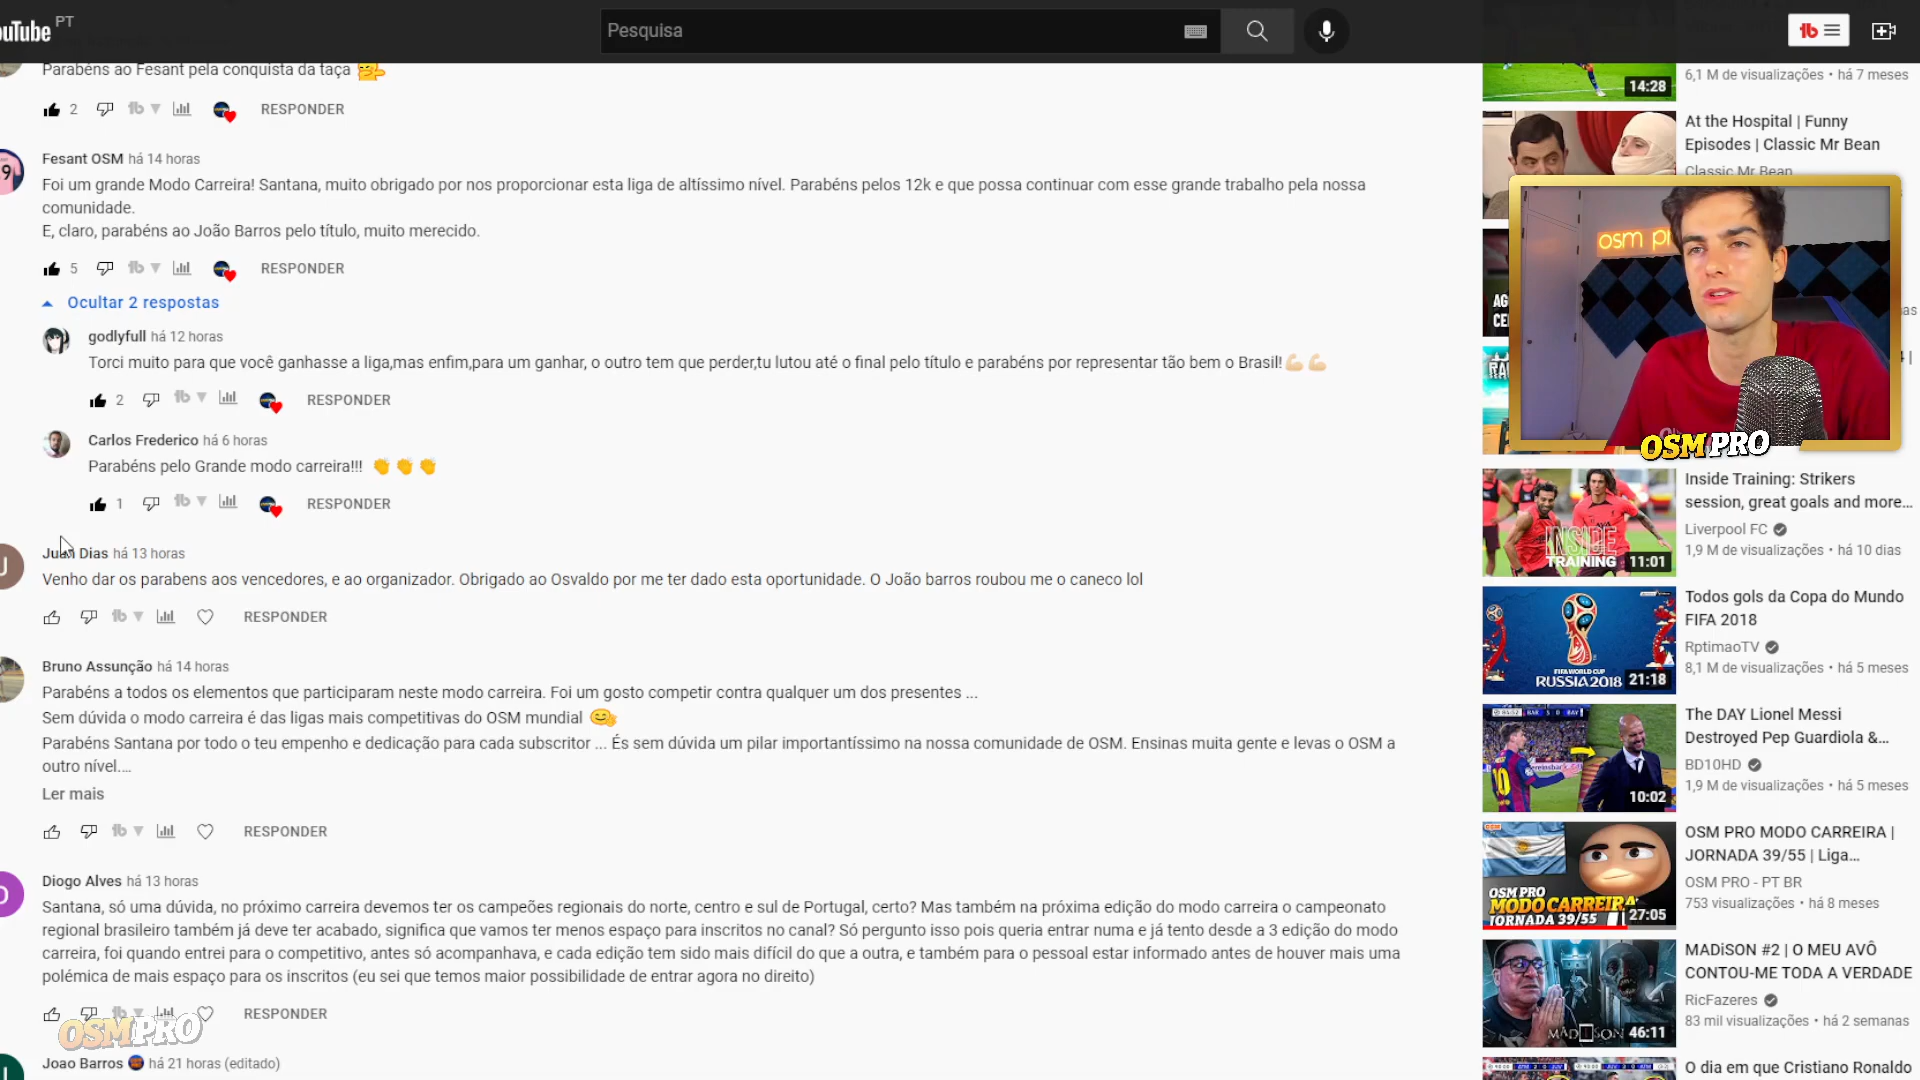 ouTube PT
Pesquisa
Parabéns ao Fesant pela conquista da taça
2 RESPONDER
Fesant OSM há 14 horas
Foi um grande Modo Carreira! Santana, muito obrigado por nos proporcionar esta liga de altíssimo nível. Parabéns pelos 12k e que possa continuar com esse grande trabalho pela nossa
comunidade.
E, claro, parabéns ao João Barros pelo título, muito merecido.
5 RESPONDER
Ocultar 2 respostas
godlyfull há 12 horas
Torci muito para que você ganhasse a liga,mas enfim,para um ganhar, o outro tem que perder,tu lutou até o final pelo título e parabéns por representar tão bem o Brasil!💪🏻💪🏻
2 RESPONDER
Carlos Frederico há 6 horas
Parabéns pelo Grande modo carreira!!! 👏 👏 👏
1 RESPONDER
Dias há 13 horas
Venho dar os parabens aos vencedores, e ao organizador. Obrigado ao Osvaldo por me ter dado esta oportunidade. O João barros roubou me o caneco lol
RESPONDER
Bruno Assunção há 14 horas
Parabéns a todos os elementos que participaram neste modo carreira. Foi um gosto competir contra qualquer um dos presentes ...
Sem dúvida o modo carreira é das ligas mais competitivas do OSM mundial
Parabéns Santana por todo o teu empenho e dedicação para cada subscritor ... És sem dúvida um pilar importantíssimo na nossa comunidade de OSM. Ensinas muita gente e levas o OSM a
outro nível....
Ler mais
RESPONDER
Diogo Alves há 13 horas
Santana, só uma dúvida, no próximo carreira devemos ter os campeões regionais do norte, centro e sul de Portugal, certo? Mas também na próxima edição do modo carreira o campeonato
regional brasileiro também já deve ter acabado, significa que vamos ter menos espaço para inscritos no canal? Só pergunto isso pois queria entrar numa e já tento desde a 3 edição do modo
carreira, foi quando entrei para o competitivo, antes só acompanhava, e cada edição tem sido mais difícil do que a outra, e também para o pessoal estar informado antes de houver mais uma
polémica de mais espaço para os inscritos (eu sei que temos maior possibilidade de entrar agora no direito)
RESPONDER
OSMPRO
Joao Barros há 21 horas (editado)
14:28
6,1 M de visualizações • há 7 meses
At the Hospital | Funny
Episodes | Classic Mr Bean
Classic Mr Bean
osm pr
OSM PRO
INSIDE
TRAINING 11:01
Inside Training: Strikers
session, great goals and more...
Liverpool FC
1,9 M de visualizações • há 10 dias
FIFA WORLD CUP
RUSSIA 2018 21:18
Todos gols da Copa do Mundo
FIFA 2018
RptimaoTV
8,1 M de visualizações • há 5 meses
10:02
The DAY Lionel Messi
Destroyed Pep Guardiola &...
BD10HD
1,9 M de visualizações • há 5 meses
OSM PRO
MODO CARREIRA
JORNADA 39/55 27:05
OSM PRO MODO CARREIRA |
JORNADA 39/55 | Liga...
OSM PRO - PT BR
753 visualizações • há 8 meses
MADISON 46:11
MADiSON #2 | O MEU AVÔ
CONTOU-ME TODA A VERDADE
RicFazeres
83 mil visualizações • há 2 semanas
O dia em que Cristiano Ronaldo